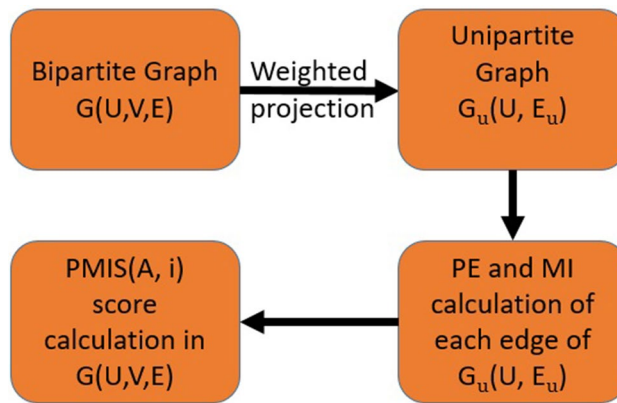 Bipartite Graph
G(U,V,E)
Weighted
projection
Unipartite
Graph
Gᵤ(U, Eᵤ)
PE and MI
calculation of
each edge of
Gᵤ(U, Eᵤ)
PMIS(A, i)
score
calculation in
G(U,V,E)